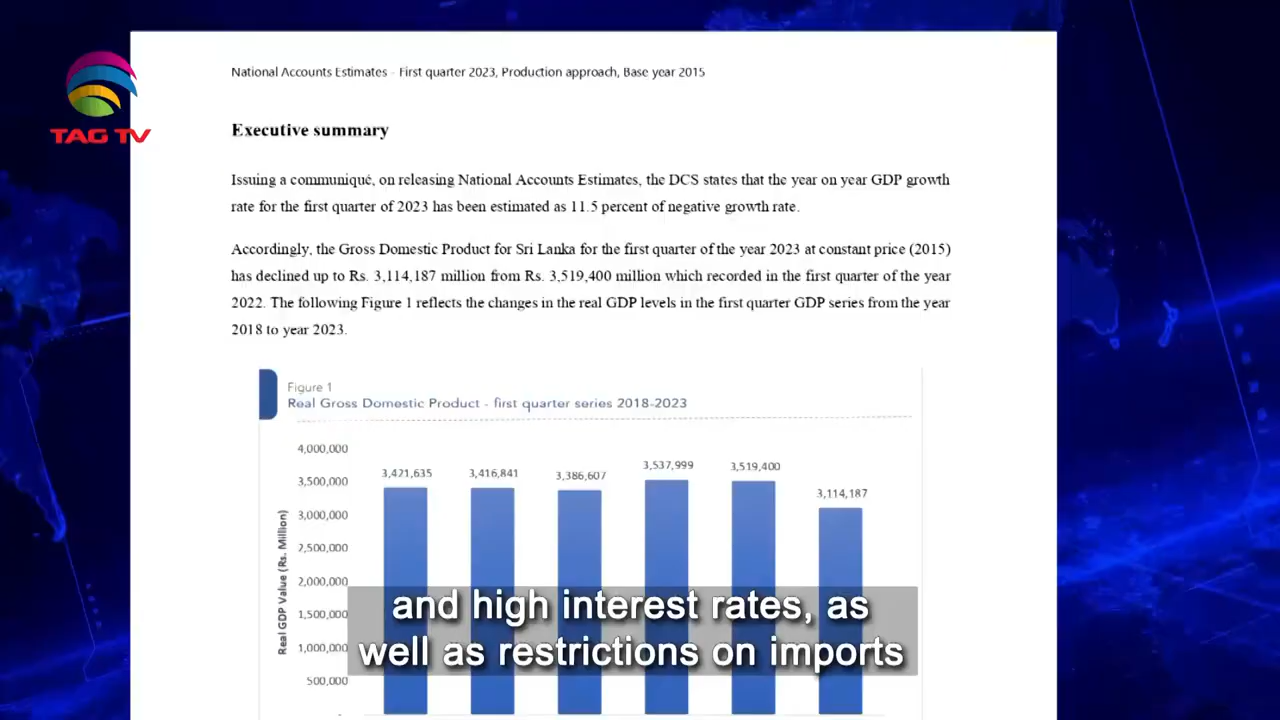 TAG TV
National Accounts Estimates - First quarter 2023, Production approach, Base year 2015
Executive summary
Issuing a communiqué, on releasing National Accounts Estimates, the DCS states that the year on year GDP growth
rate for the first quarter of 2023 has been estimated as 11.5 percent of negative growth rate.
Accordingly, the Gross Domestic Product for Sri Lanka for the first quarter of the year 2023 at constant price (2015)
has declined up to Rs. 3,114,187 million from Rs. 3,519,400 million which recorded in the first quarter of the year
2022. The following Figure 1 reflects the changes in the real GDP levels in the first quarter GDP series from the year
2018 to year 2023.
Figure 1
Real Gross Domestic Product - first quarter series 2018-2023
Real GDP Value (Rs. Million)
4,000,000
3,500,000
3,000,000
2,500,000
2,000,000
1,500,000
1,000,000
500,000
-
3,421,635
3,416,841
3,386,607
3,537,999
3,519,400
3,114,187
and high interest rates, as
well as restrictions on imports